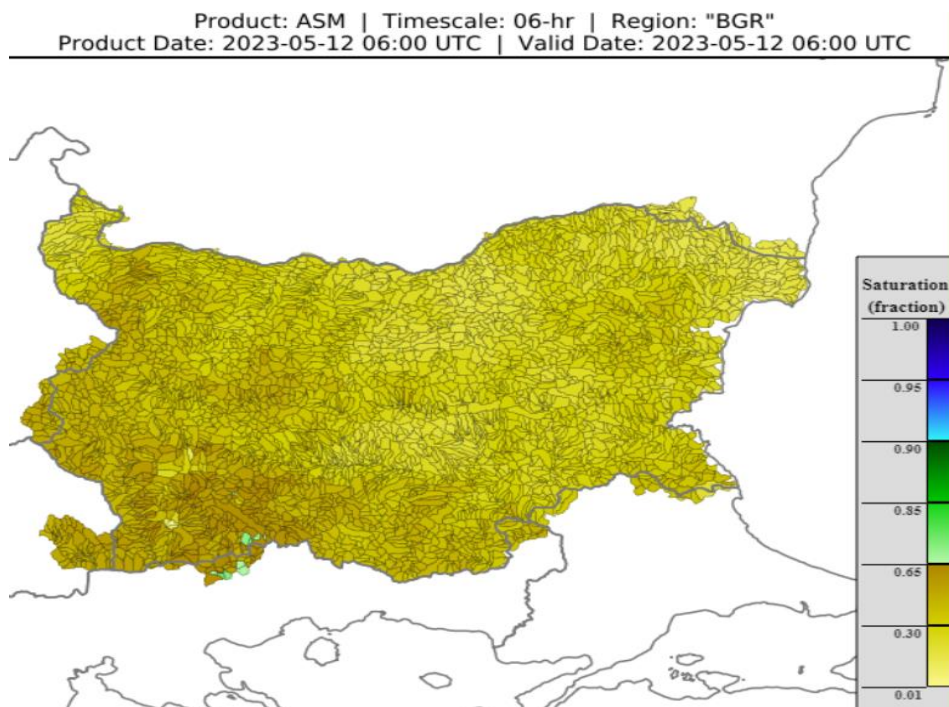 Product: ASM | Timescale: 06-hr | Region: "BGR"
Product Date: 2023-05-12 06:00 UTC | Valid Date: 2023-05-12 06:00 UTC
Saturation
(fraction)
1.00
0.95
0.90
0.85
0.65
0.30
0.01